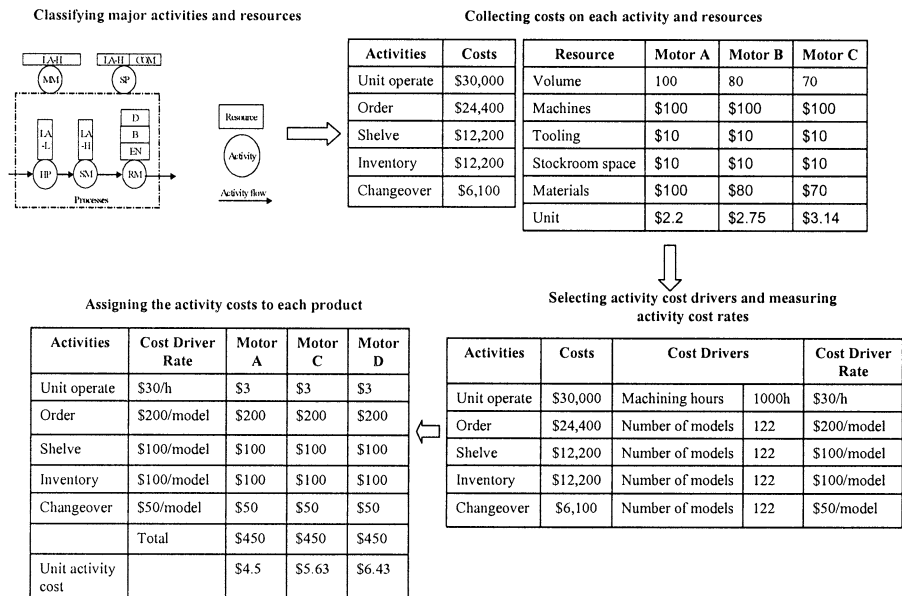 Classifying major activities and resources
LA-H
LA-H COM
MM
SP
D
B
EN
LA
-L
LA
-H
HP
SM
RM
Processes
Resource
Activity
Activity flow
Collecting costs on each activity and resources
Activities Costs
Unit operate $30,000
Order $24,400
Shelve $12,200
Inventory $12,200
Changeover $6,100
Resource Motor A Motor B Motor C
Volume 100 80 70
Machines $100 $100 $100
Tooling $10 $10 $10
Stockroom space $10 $10 $10
Materials $100 $80 $70
Unit $2.2 $2.75 $3.14
Selecting activity cost drivers and measuring
activity cost rates
Activities Costs Cost Drivers Cost Driver
Rate
Unit operate $30,000 Machining hours 1000h $30/h
Order $24,400 Number of models 122 $200/model
Shelve $12,200 Number of models 122 $100/model
Inventory $12,200 Number of models 122 $100/model
Changeover $6,100 Number of models 122 $50/model
Assigning the activity costs to each product
Activities Cost Driver Motor Motor Motor
Rate A C D
Unit operate $30/h $3 $3 $3
Order $200/model $200 $200 $200
Shelve $100/model $100 $100 $100
Inventory $100/model $100 $100 $100
Changeover $50/model $50 $50 $50
Total $450 $450 $450
Unit activity $4.5 $5.63 $6.43
cost